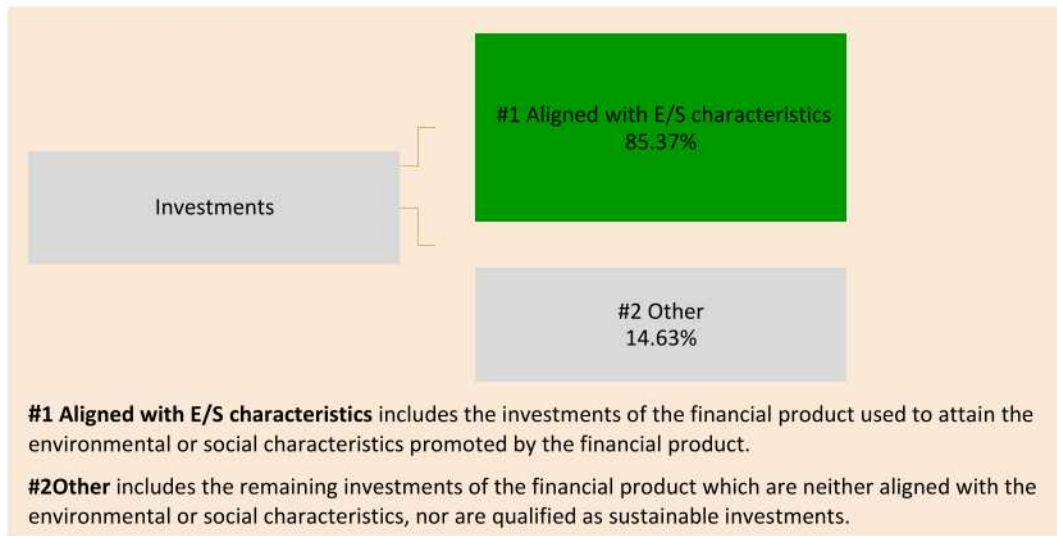 #1 Aligned with E/S characteristics
85.37%
Investments
#2 Other
14.63%
#1 Aligned with E/S characteristics includes the investments of the financial product used to attain the
environmental or social characteristics promoted by the financial product.
#2Other includes the remaining investments of the financial product which are neither aligned with the
environmental or social characteristics, nor are qualified as sustainable investments.